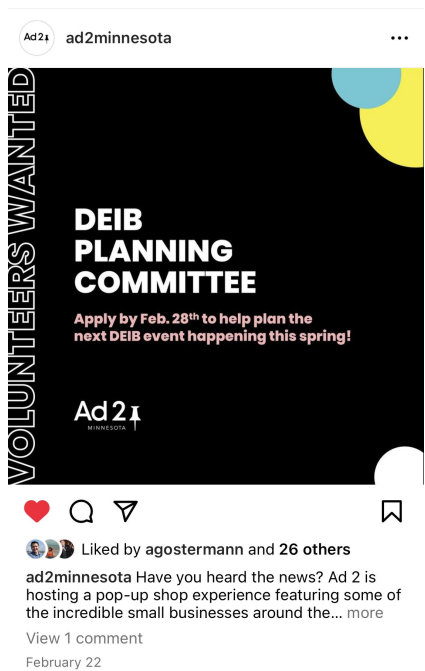 Ad 2
ad2minnesota
VOLUNTEERS WANTED
DEIB
PLANNING
COMMITTEE
Apply by Feb. 28th to help plan the
next DEIB event happening this spring!
Ad 2
MINNESOTA
Liked by agostermann and 26 others
ad2minnesota Have you heard the news? Ad 2 is
hosting a pop-up shop experience featuring some of
the incredible small businesses around the... more
View 1 comment
February 22